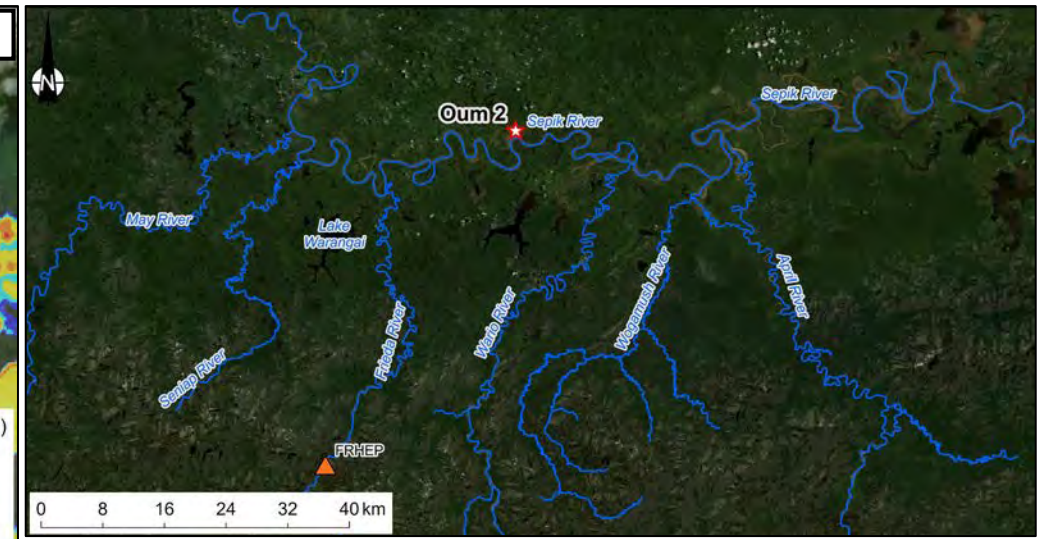 N
Oum 2
Sepik River
Sepik River
May River
Lake
Warangai
Seniap River
Frieda River
Wario River
Wogamush River
April River
FRHEP
)
0 8 16 24 32 40 km